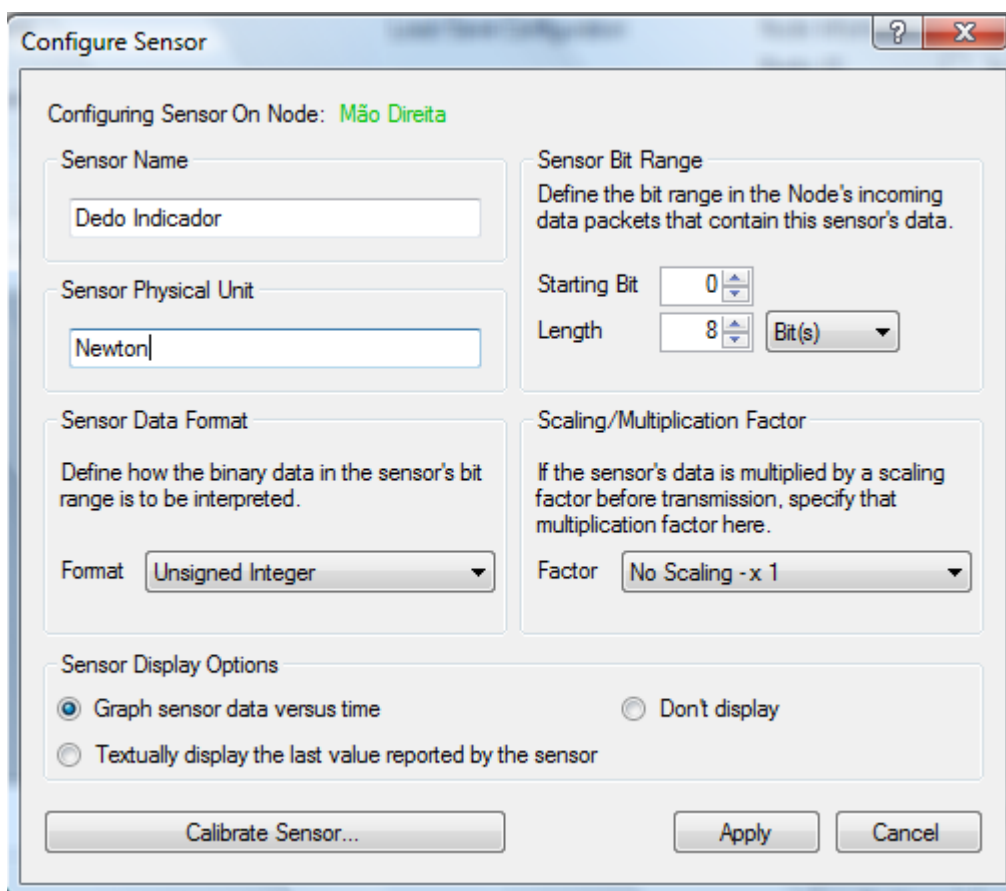 Configure Sensor
Configuring Sensor On Node: Mão Direita
Sensor Name
Dedo Indicador
Sensor Physical Unit
Newton
Sensor Bit Range
Define the bit range in the Node's incoming
data packets that contain this sensor's data.
Starting Bit 0
Length 8 Bit(s)
Sensor Data Format
Define how the binary data in the sensor's bit
range is to be interpreted.
Format Unsigned Integer
Scaling/Multiplication Factor
If the sensor's data is multiplied by a scaling
factor before transmission, specify that
multiplication factor here.
Factor No Scaling - x 1
Sensor Display Options
Graph sensor data versus time
Don't display
Textually display the last value reported by the sensor
Calibrate Sensor...
Apply
Cancel